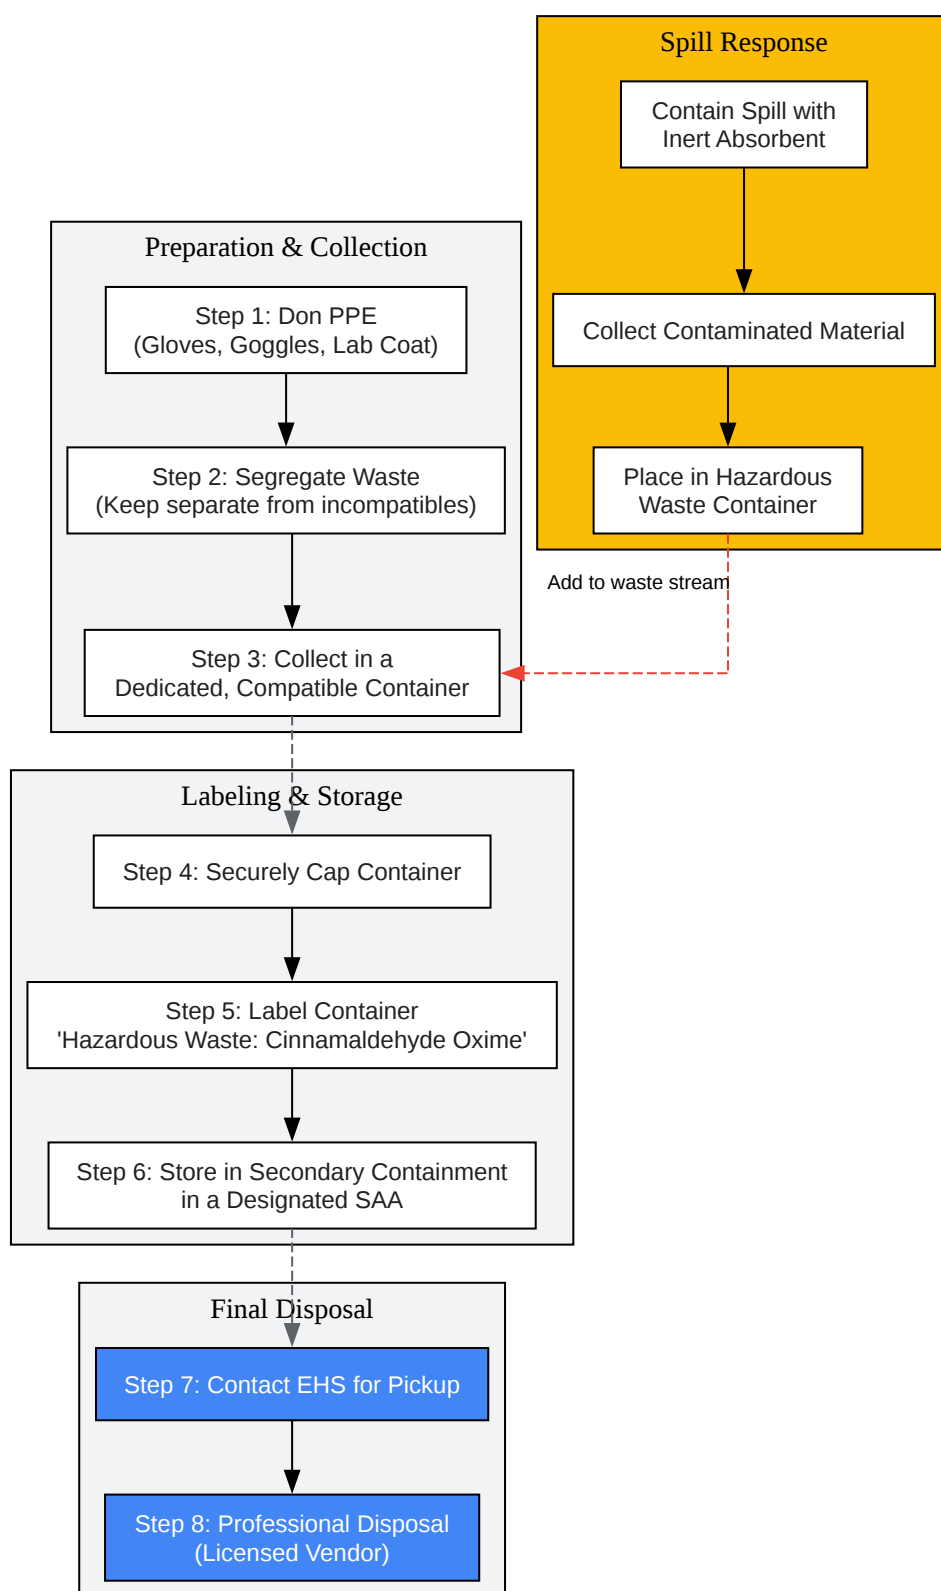 Spill Response
Contain Spill with
Inert Absorbent
Collect Contaminated Material
Place in Hazardous
Waste Container
Add to waste stream
Preparation & Collection
Step 1: Don PPE
(Gloves, Goggles, Lab Coat)
Step 2: Segregate Waste
(Keep separate from incompatibles)
Step 3: Collect in a
Dedicated, Compatible Container
Labeling & Storage
Step 4: Securely Cap Container
Step 5: Label Container
'Hazardous Waste: Cinnamaldehyde Oxime'
Step 6: Store in Secondary Containment
in a Designated SAA
Final Disposal
Step 7: Contact EHS for Pickup
Step 8: Professional Disposal
(Licensed Vendor)